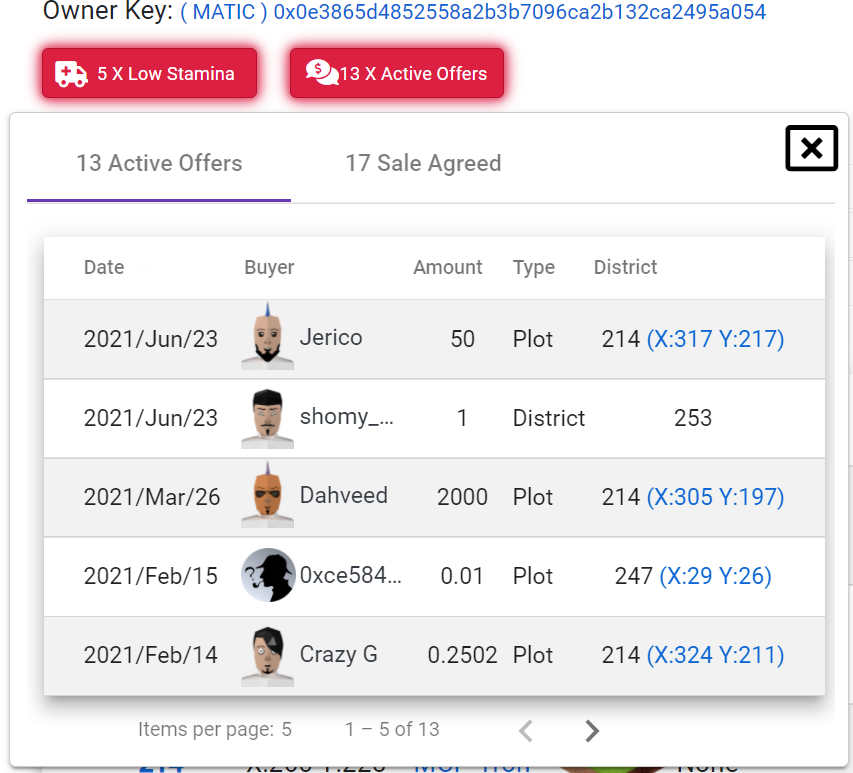 Owner Key: ( MATIC ) 0x0e3865d4852558a2b3b7096ca2b132ca2495a054
5 X Low Stamina 13 X Active Offers
13 Active Offers 17 Sale Agreed
Date Buyer Amount Type District
2021/Jun/23 Jerico 50 Plot 214 (X:317 Y:217)
2021/Jun/23 shomy_... 1 District 253
2021/Mar/26 Dahveed 2000 Plot 214 (X:305 Y:197)
2021/Feb/15 0xce584... 0.01 Plot 247 (X:29 Y:26)
2021/Feb/14 Crazy G 0.2502 Plot 214 (X:324 Y:211)
Items per page: 5 1 – 5 of 13
214 None